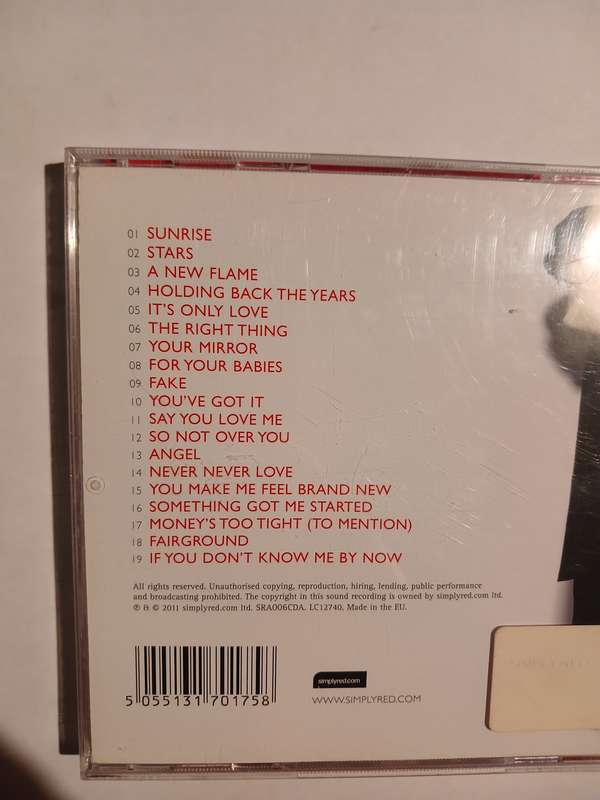 01 SUNRISE
02 STARS
03 A NEW FLAME
04 HOLDING BACK THE YEARS
05 IT'S ONLY LOVE
06 THE RIGHT THING
07 YOUR MIRROR
08 FOR YOUR BABIES
09 FAKE
10 YOU'VE GOT IT
11 SAY YOU LOVE ME
12 SO NOT OVER YOU
13 ANGEL
14 NEVER NEVER LOVE
15 YOU MAKE ME FEEL BRAND NEW
16 SOMETHING GOT ME STARTED
17 MONEY'S TOO TIGHT (TO MENTION)
18 FAIRGROUND
19 IF YOU DON'T KNOW ME BY NOW
All rights reserved. Unauthorised copying, reproduction, hiring, lending, public performance
and broadcasting prohibited. The copyright in this sound recording is owned by simplyred.com ltd.
℗ & © 2011 simplyred.com ltd. SRA006CDA. LC12740. Made in the EU.
simplyred.com
5 055131 701758
WWW.SIMPLYRED.COM